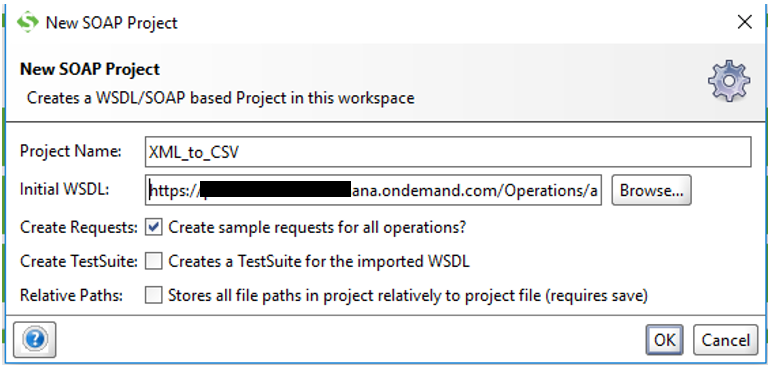 New SOAP Project
New SOAP Project
Creates a WSDL/SOAP based Project in this workspace
Project Name: XML_to_CSV
Initial WSDL: https:// ana.ondemand.com/Operations/a Browse...
Create Requests: Create sample requests for all operations?
Create TestSuite: Creates a TestSuite for the imported WSDL
Relative Paths: Stores all file paths in project relatively to project file (requires save)
? OK Cancel